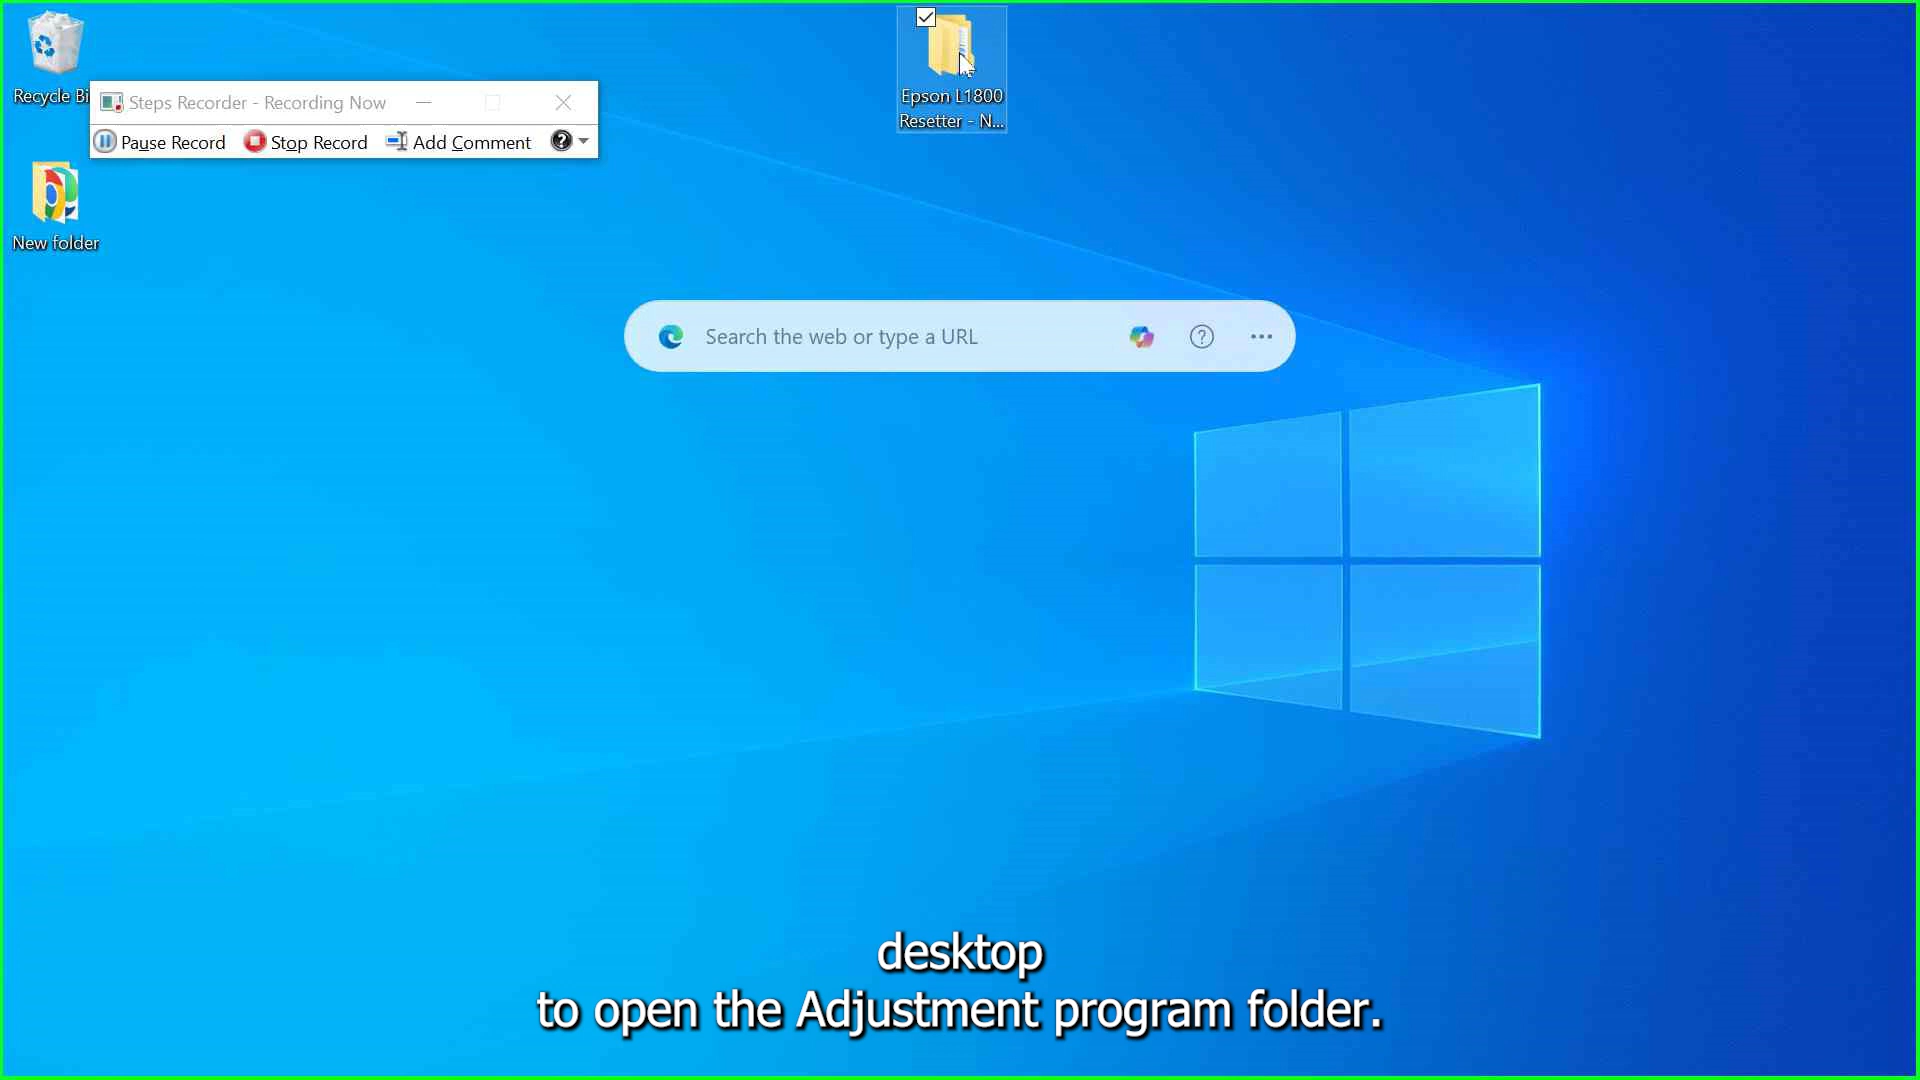 Recycle Bi
Steps Recorder - Recording Now
Pause Record
Stop Record
Add Comment
New folder
Epson L1800
Resetter - N...
Search the web or type a URL
desktop
to open the Adjustment program folder.